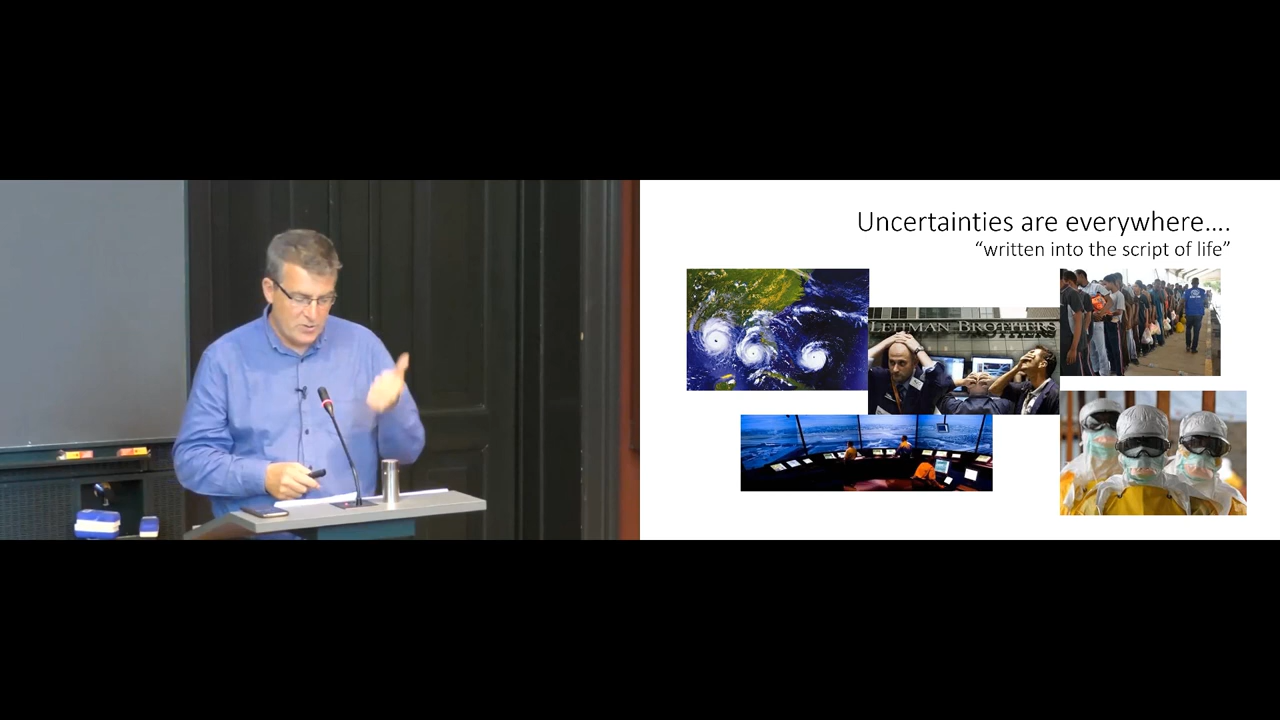 Uncertainties are everywhere....
“written into the script of life”
LEHMAN BROTHERS